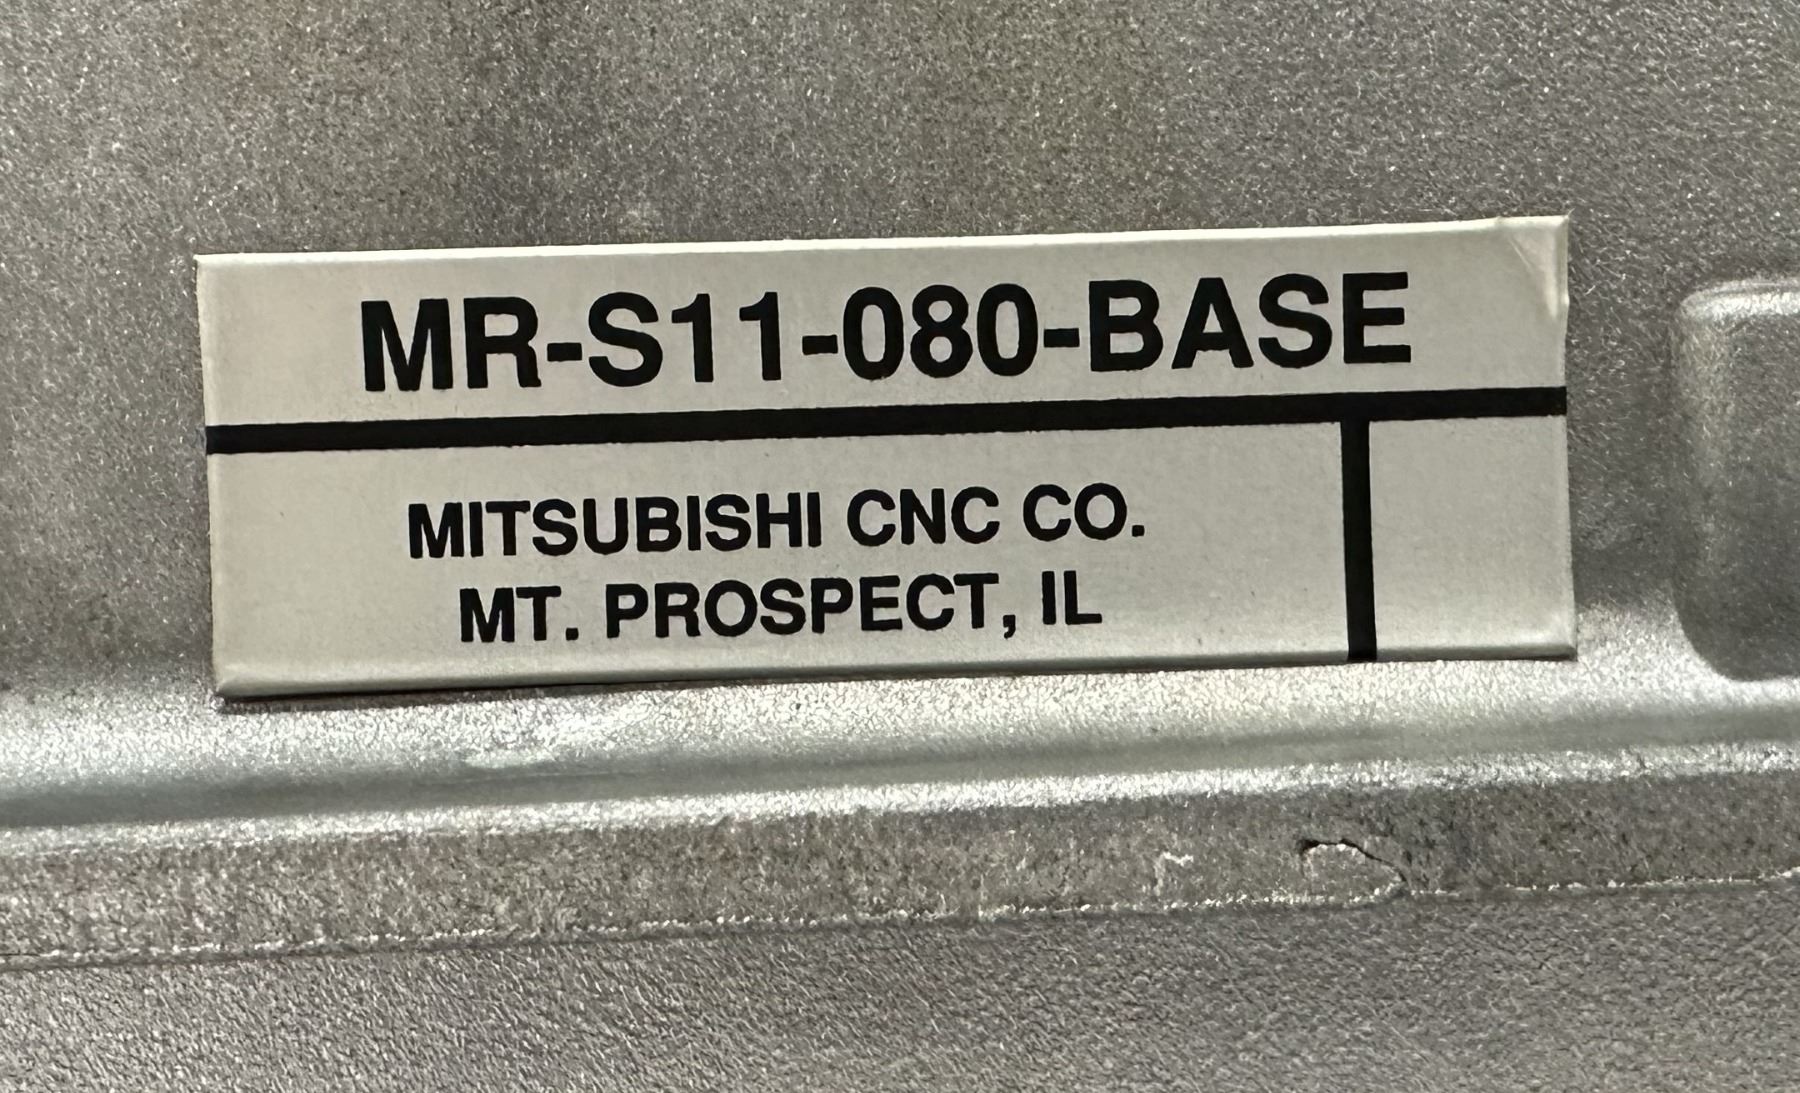 MR-S11-080-BASE
MITSUBISHI CNC CO.
MT. PROSPECT, IL